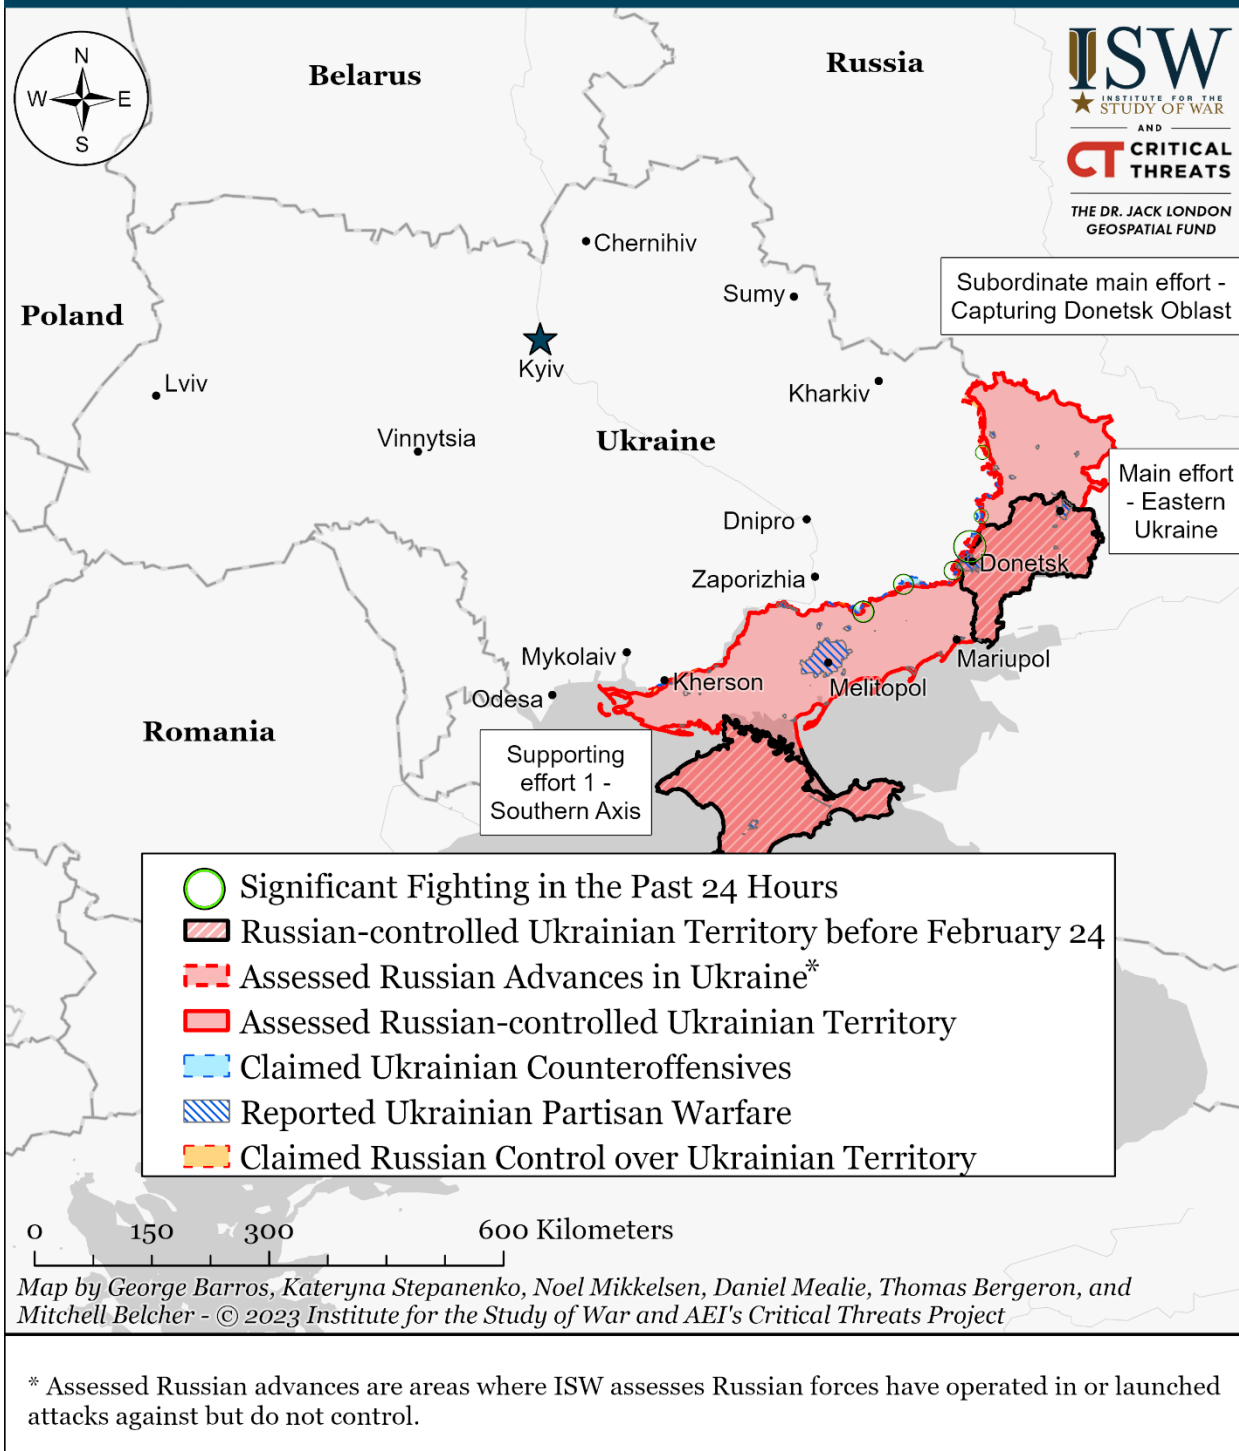 N
W E
S
Belarus
Russia
ISW
INSTITUTE FOR THE
STUDY OF WAR
AND
CT CRITICAL
THREATS
THE DR. JACK LONDON
GEOSPATIAL FUND
Chernihiv
Sumy
Subordinate main effort -
Capturing Donetsk Oblast
Poland
Kyiv
Lviv
Kharkiv
Vinnytsia
Ukraine
Main effort
- Eastern
Ukraine
Dnipro
Donetsk
Zaporizhia
Mykolaiv
Mariupol
Kherson
Melitopol
Odesa
Romania
Supporting
effort 1 -
Southern Axis
Significant Fighting in the Past 24 Hours
Russian-controlled Ukrainian Territory before February 24
Assessed Russian Advances in Ukraine*
Assessed Russian-controlled Ukrainian Territory
Claimed Ukrainian Counteroffensives
Reported Ukrainian Partisan Warfare
Claimed Russian Control over Ukrainian Territory
0 150 300 600 Kilometers
Map by George Barros, Kateryna Stepanenko, Noel Mikkelsen, Daniel Mealie, Thomas Bergeron, and
Mitchell Belcher - © 2023 Institute for the Study of War and AEI's Critical Threats Project
* Assessed Russian advances are areas where ISW assesses Russian forces have operated in or launched
attacks against but do not control.